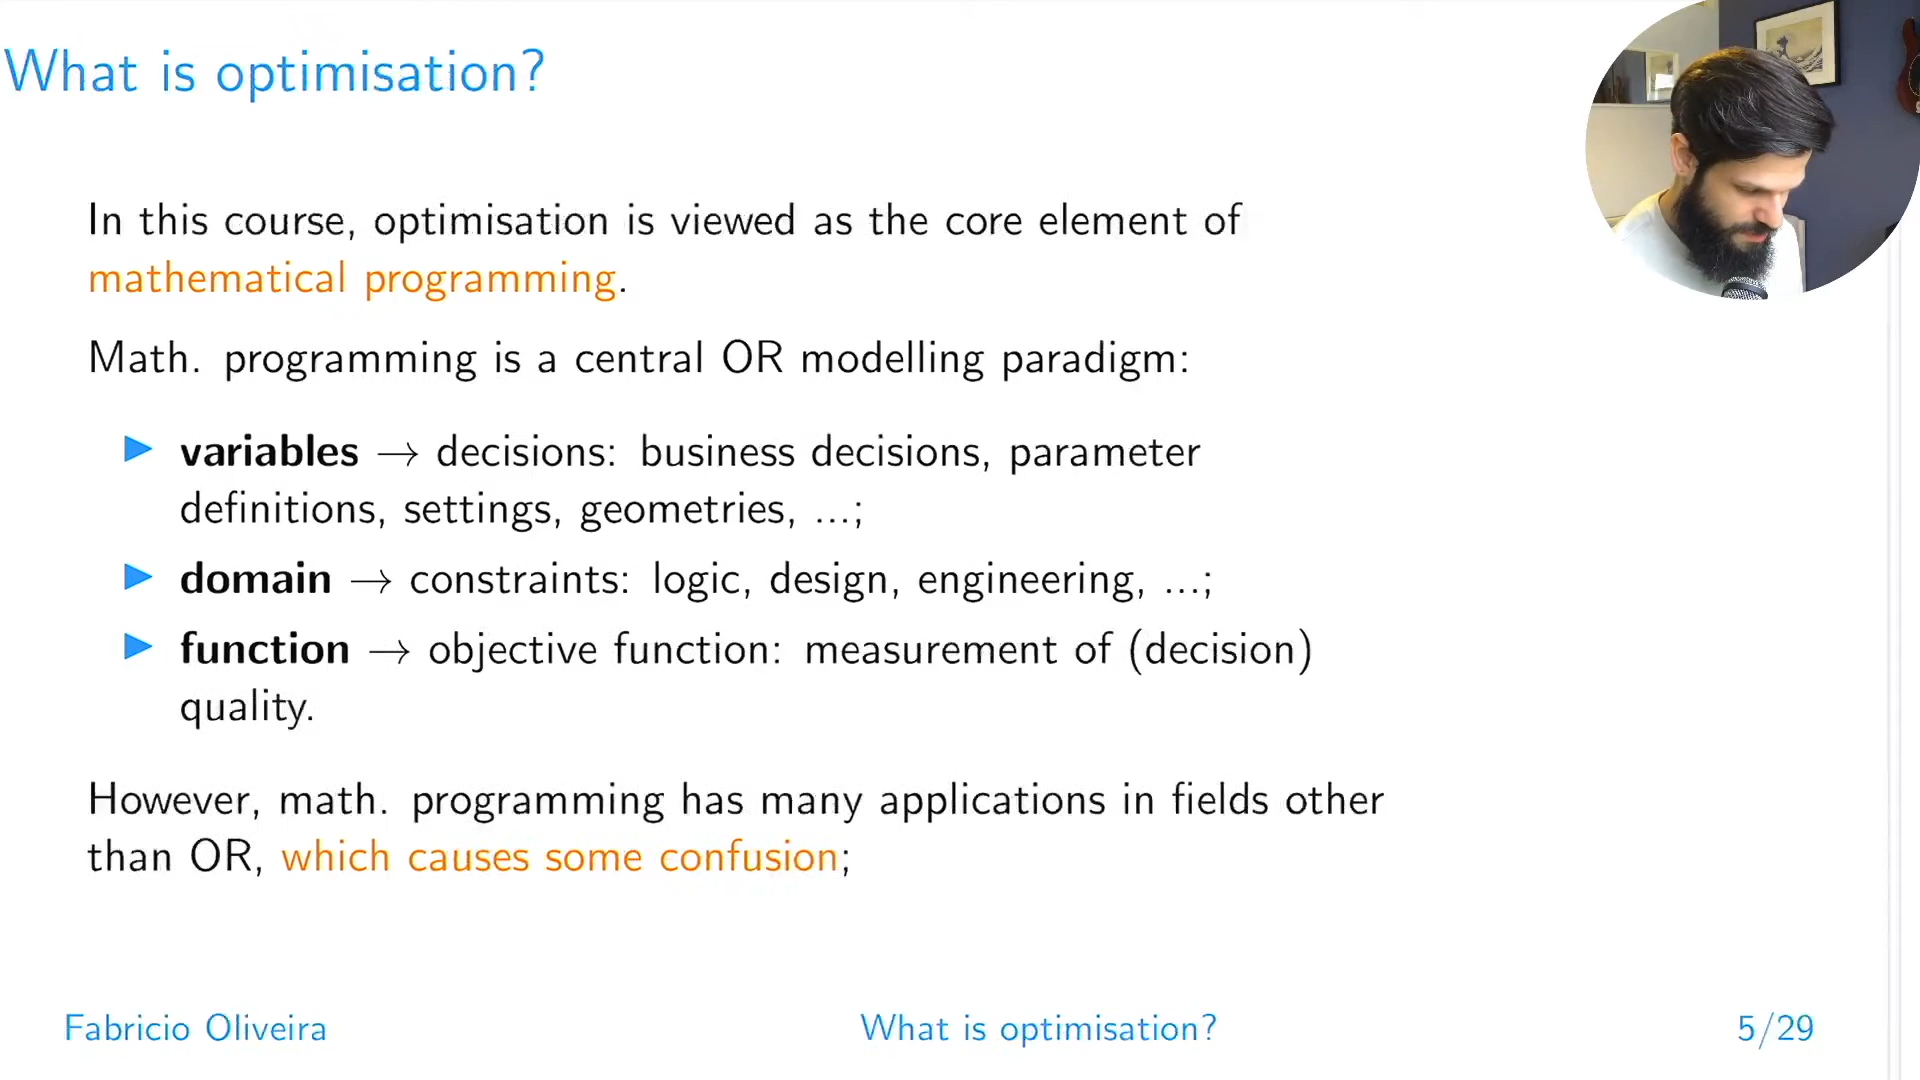 What is optimisation?
In this course, optimisation is viewed as the core element of
mathematical programming.
Math. programming is a central OR modelling paradigm:
▶ variables → decisions: business decisions, parameter
definitions, settings, geometries, ...;
▶ domain → constraints: logic, design, engineering, ...;
▶ function → objective function: measurement of (decision)
quality.
However, math. programming has many applications in fields other
than OR, which causes some confusion;
Fabricio Oliveira What is optimisation? 5/29